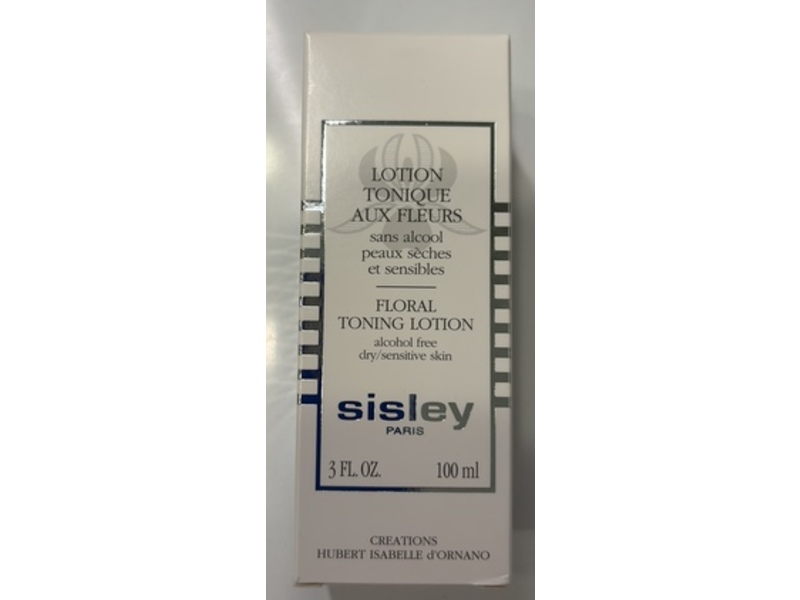 LOTION
TONIQUE
AUX FLEURS
sans alcool
peaux sèches
et sensibles
FLORAL
TONING LOTION
alcohol free
dry/sensitive skin
sisley
PARIS
3 FL. OZ. 100 ml
CREATIONS
HUBERT ISABELLE d'ORNANO